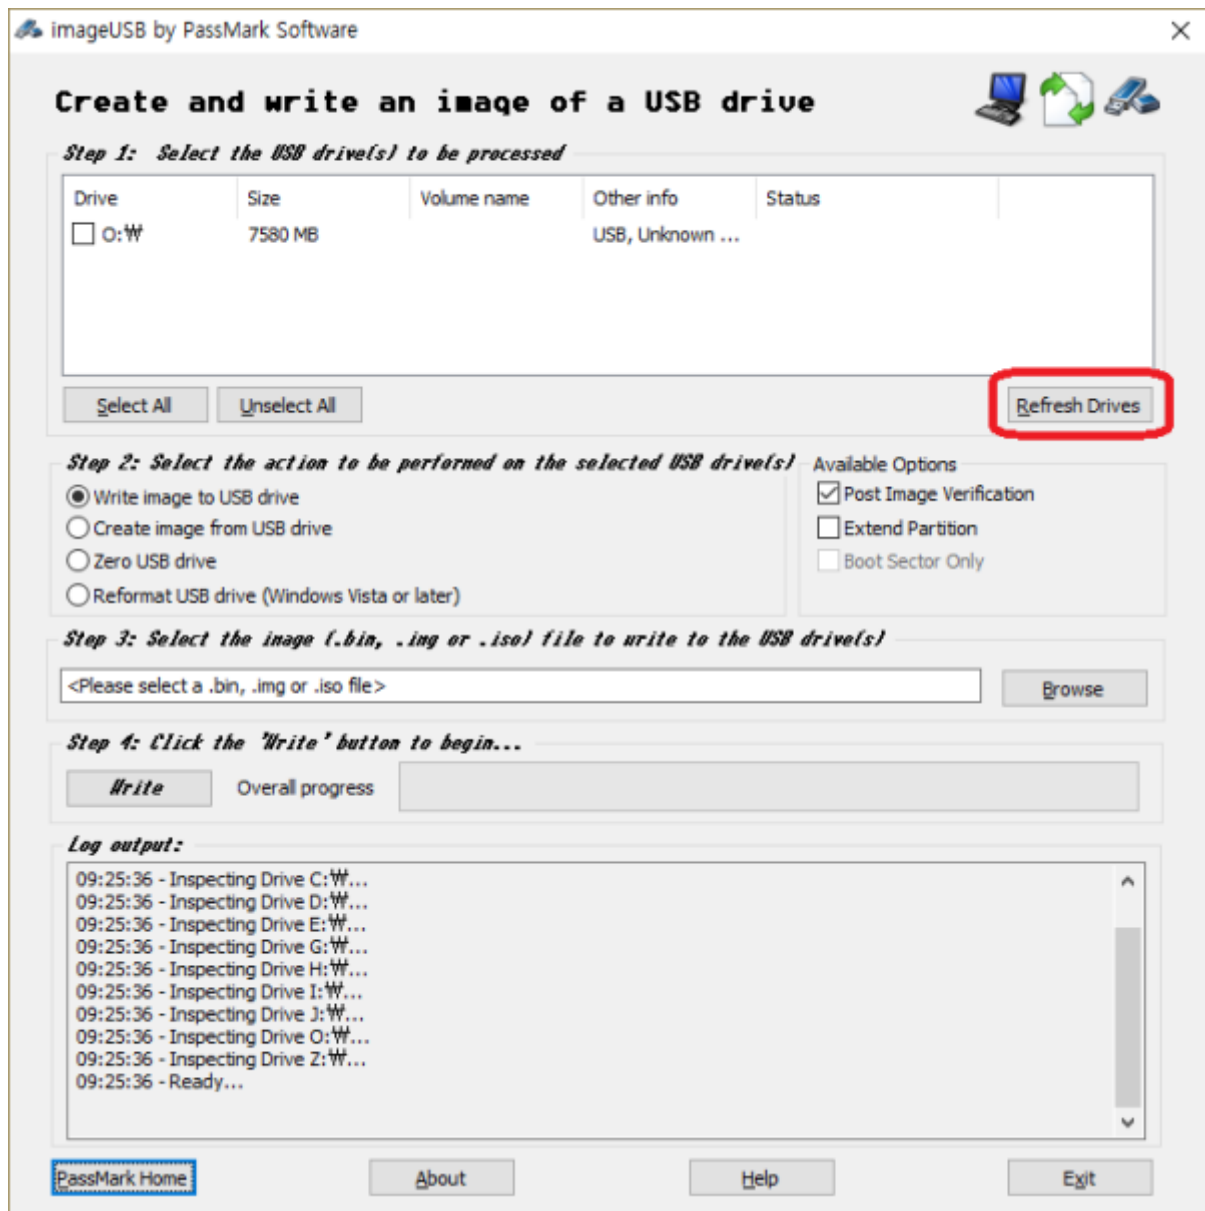 imageUSB by PassMark Software
Create and write an image of a USB drive
Step 1: Select the USB drive(s) to be processed
Drive Size Volume name Other info Status
O:₩ 7580 MB USB, Unknown ...
Select All Unselect All Refresh Drives
Step 2: Select the action to be performed on the selected USB drive(s) Available Options
Write image to USB drive Post Image Verification
Create image from USB drive Extend Partition
Zero USB drive Boot Sector Only
Reformat USB drive (Windows Vista or later)
Step 3: Select the image (.bin, .img or .iso) file to write to the USB drive(s)
<Please select a .bin, .img or .iso file> Browse
Step 4: Click the 'Write' button to begin...
Write Overall progress
Log output:
09:25:36 - Inspecting Drive C:₩...
09:25:36 - Inspecting Drive D:₩...
09:25:36 - Inspecting Drive E:₩...
09:25:36 - Inspecting Drive G:₩...
09:25:36 - Inspecting Drive H:₩...
09:25:36 - Inspecting Drive I:₩...
09:25:36 - Inspecting Drive J:₩...
09:25:36 - Inspecting Drive O:₩...
09:25:36 - Inspecting Drive Z:₩...
09:25:36 - Ready...
PassMark Home About Help Exit